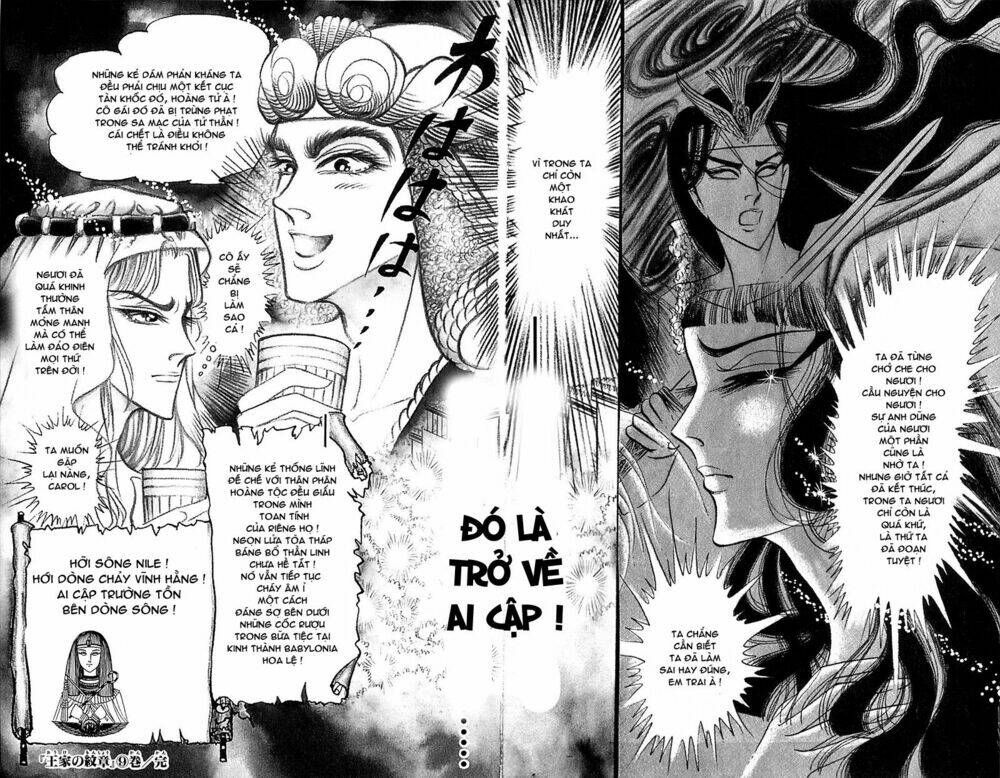 TA ĐÃ TỪNG
CHỞ CHE CHO
NGƯƠI !
CẦU NGUYỆN CHO
NGƯƠI !
SỰ ANH DŨNG
CỦA NGƯƠI
MỘT PHẦN
CŨNG LÀ
NHỜ TA !
NHƯNG GIỜ TẤT CẢ
ĐÃ KẾT THÚC,
TRONG TA NGƯƠI
CHỈ CÒN LÀ
QUÁ KHỨ,
LÀ THỨ TA
ĐÃ ĐOẠN
TUYỆT !
TA CHẲNG
CẦN BIẾT
TA ĐÃ LÀM
SAI HAY ĐÚNG,
EM TRAI À !
VÌ TRONG TA
CHỈ CÒN
MỘT
KHAO
KHÁT
DUY
NHẤT...
ĐÓ LÀ
TRỞ VỀ
AI CẬP !
わはははは……
NHỮNG KẺ DÁM PHẢN KHÁNG TA
ĐỀU PHẢI CHỊU MỘT KẾT CỤC
TÀN KHỐC ĐÓ, HOÀNG TỬ À !
CÔ GÁI ĐÓ ĐÃ BỊ TRỪNG PHẠT
TRONG SA MẠC CỦA TỬ THẦN !
CÁI CHẾT LÀ ĐIỀU KHÔNG
THỂ TRÁNH KHỎI !
CÔ ẤY
SẼ
CHẲNG
BỊ
LÀM
SAO
CẢ !
NGƯƠI ĐÃ
QUÁ KHINH
THƯỜNG
TẤM THÂN
MỎNG MANH
MÀ CÓ THỂ
LÀM ĐẢO ĐIÊN
MỌI THỨ
TRÊN ĐỜI !
TA MUỐN
GẶP
LẠI NÀNG,
CAROL !
NHỮNG KẺ THỐNG LĨNH
ĐẾ CHẾ VỚI THÂN PHẬN
HOÀNG TỘC ĐỀU GIẤU
TRONG MÌNH
TOAN TÍNH
CỦA RIÊNG HỌ !
NGỌN LỬA TỎA THÁP
BÁNG BỔ THẦN LINH
CHƯA HỀ TẮT !
NÓ VẪN TIẾP TỤC
CHÁY ÂM Ỉ
MỘT CÁCH
ĐÁNG SỢ BÊN DƯỚI
NHỮNG CỐC RƯỢU
TRONG BỮA TIỆC TẠI
KINH THÀNH BABYLONIA
HOA LỆ !
HỠI SÔNG NILE !
HỠI DÒNG CHẢY VĨNH HẰNG !
AI CẬP TRƯỜNG TỒN
BÊN DÒNG SÔNG !
王家の紋章⑨巻／完